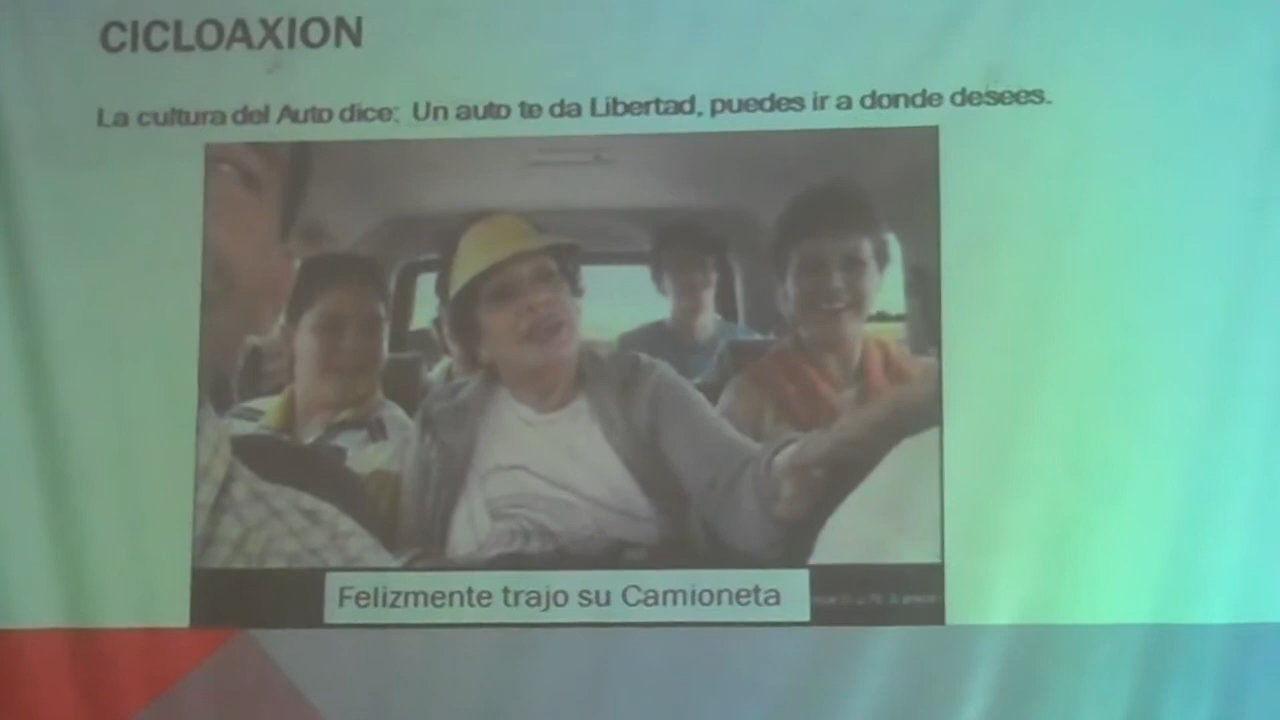 CICLOAXION
La cultura del Auto dice: Un auto te da Libertad, puedes ir a donde desees.
Felizmente trajo su Camioneta